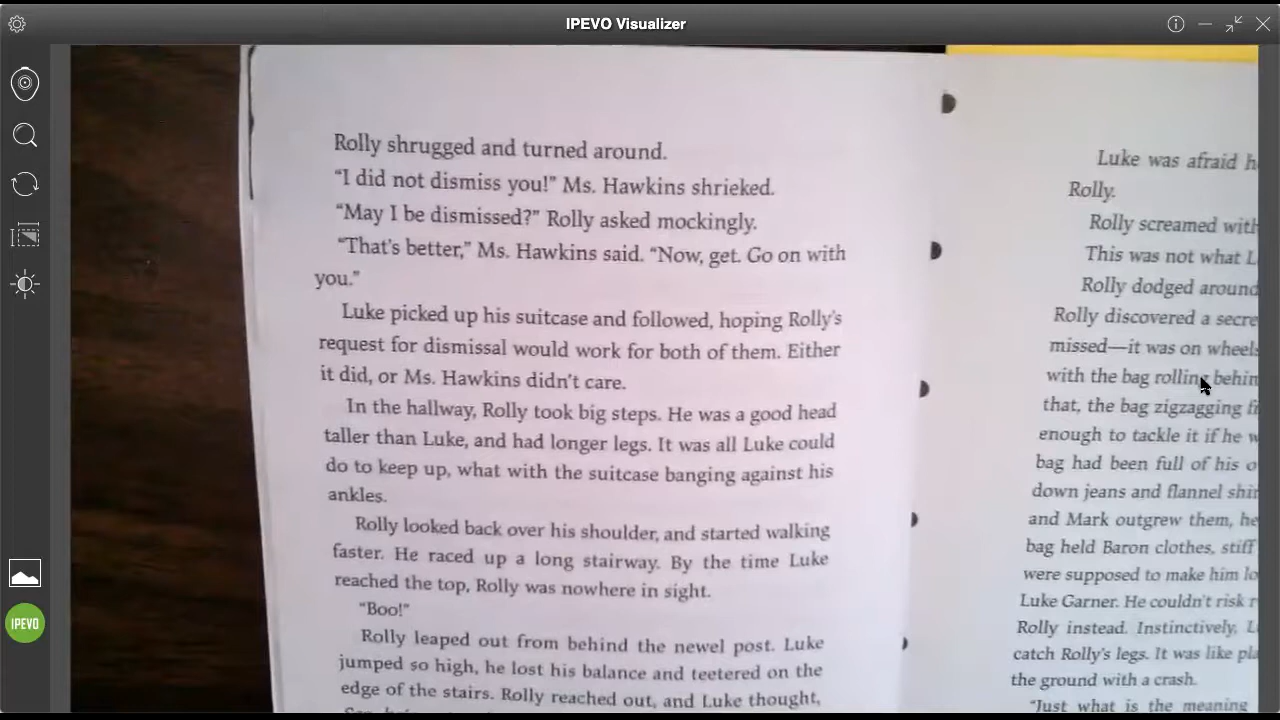 IPEVO Visualizer
Rolly shrugged and turned around.
“I did not dismiss you!” Ms. Hawkins shrieked.
“May I be dismissed?” Rolly asked mockingly.
“That’s better,” Ms. Hawkins said. “Now, get. Go on with
you.”
Luke picked up his suitcase and followed, hoping Rolly’s
request for dismissal would work for both of them. Either
it did, or Ms. Hawkins didn’t care.
In the hallway, Rolly took big steps. He was a good head
taller than Luke, and had longer legs. It was all Luke could
do to keep up, what with the suitcase banging against his
ankles.
Rolly looked back over his shoulder, and started walking
faster. He raced up a long stairway. By the time Luke
reached the top, Rolly was nowhere in sight.
“Boo!”
Rolly leaped out from behind the newel post. Luke
jumped so high, he lost his balance and teetered on the
edge of the stairs. Rolly reached out, and Luke thought,
Luke was afraid
Rolly.
Rolly screamed
This was not what
Rolly dodged around
Rolly discovered a
missed—it was on
with the bag rolling
that, the bag zigzagging
enough to tackle it if he
bag had been full of his
down jeans and flannel
and Mark outgrew them,
bag held Baron clothes, stiff
were supposed to make him
Luke Garner. He couldn’t risk
Rolly instead. Instinctively,
catch Rolly’s legs. It was like
the ground with a crash.
“Just what is the meaning
IPEVO